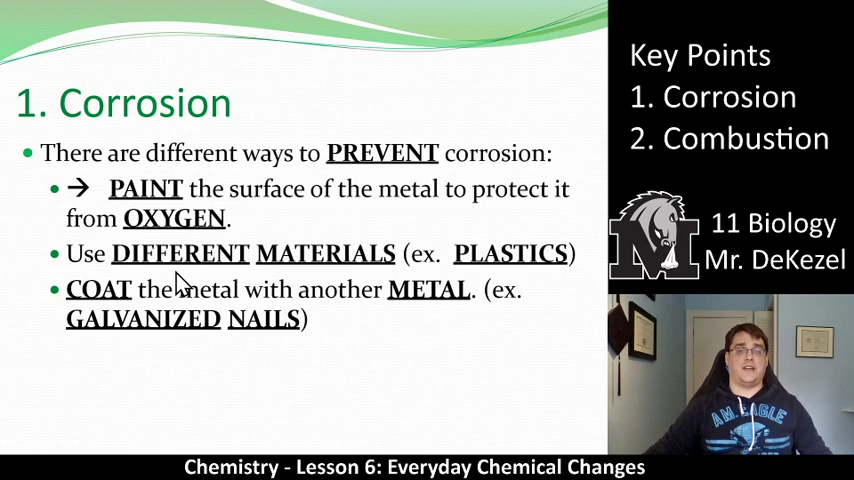 1. Corrosion
• There are different ways to PREVENT corrosion:
• → PAINT the surface of the metal to protect it
from OXYGEN.
• Use DIFFERENT MATERIALS (ex. PLASTICS)
• COAT the metal with another METAL. (ex.
GALVANIZED NAILS)
Key Points
1. Corrosion
2. Combustion
M
11 Biology
Mr. DeKezel
AM. EAGLE
Chemistry - Lesson 6: Everyday Chemical Changes